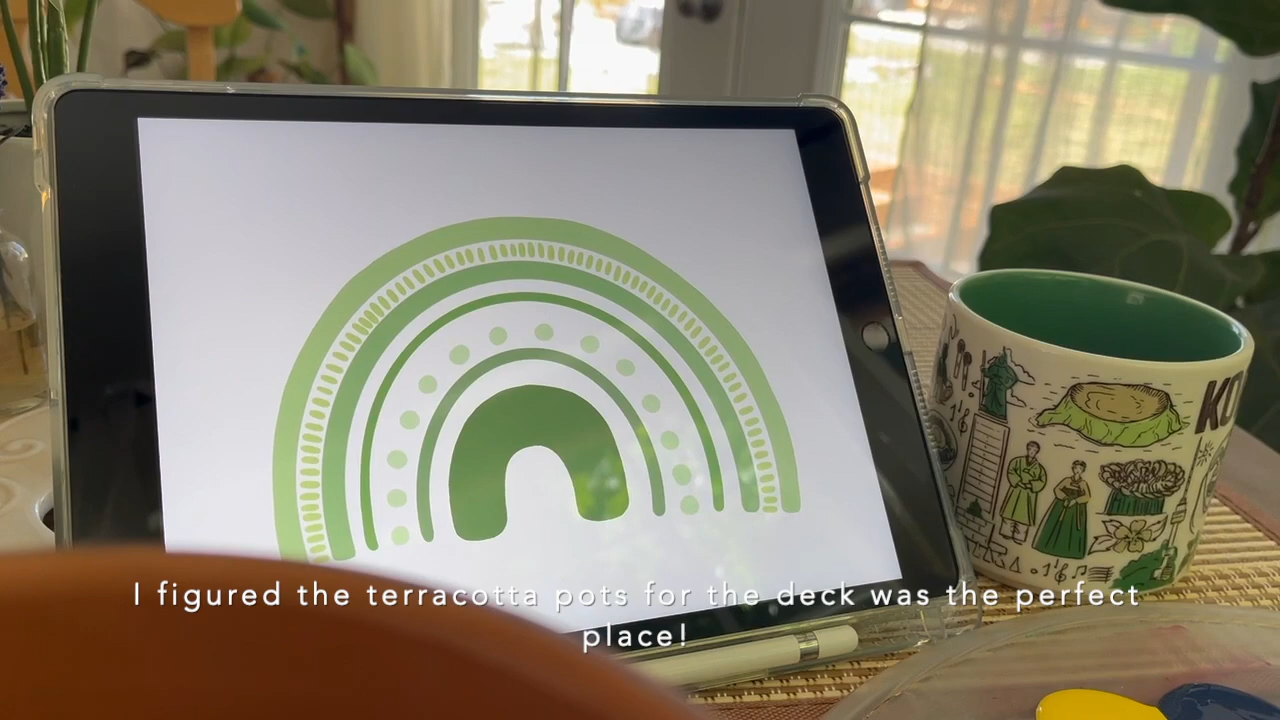 KO
I figured the terracotta pots for the deck was the perfect
place!